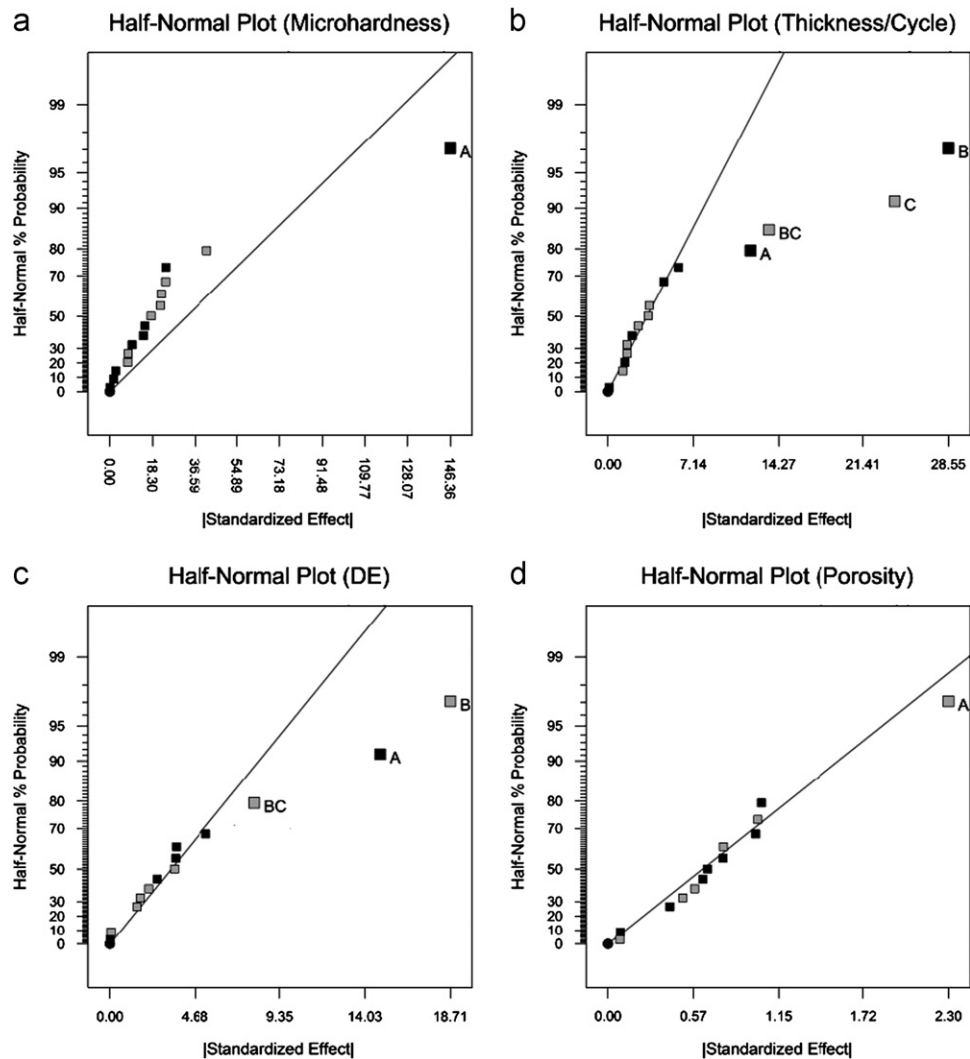 a
Half-Normal Plot (Microhardness)
Half-Normal % Probability
99
95
90
80
70
50
30
20
10
0
A
0.00
18.30
36.59
54.89
73.18
91.48
109.77
128.07
146.36
|Standardized Effect|
b
Half-Normal Plot (Thickness/Cycle)
Half-Normal % Probability
99
95
90
80
70
50
30
20
10
0
B
C
BC
A
0.00 7.14 14.27 21.41 28.55
|Standardized Effect|
c
Half-Normal Plot (DE)
Half-Normal % Probability
99
95
90
80
70
50
30
20
10
0
B
A
BC
0.00 4.68 9.35 14.03 18.71
|Standardized Effect|
d
Half-Normal Plot (Porosity)
Half-Normal % Probability
99
95
90
80
70
50
30
20
10
0
A
0.00 0.57 1.15 1.72 2.30
|Standardized Effect|